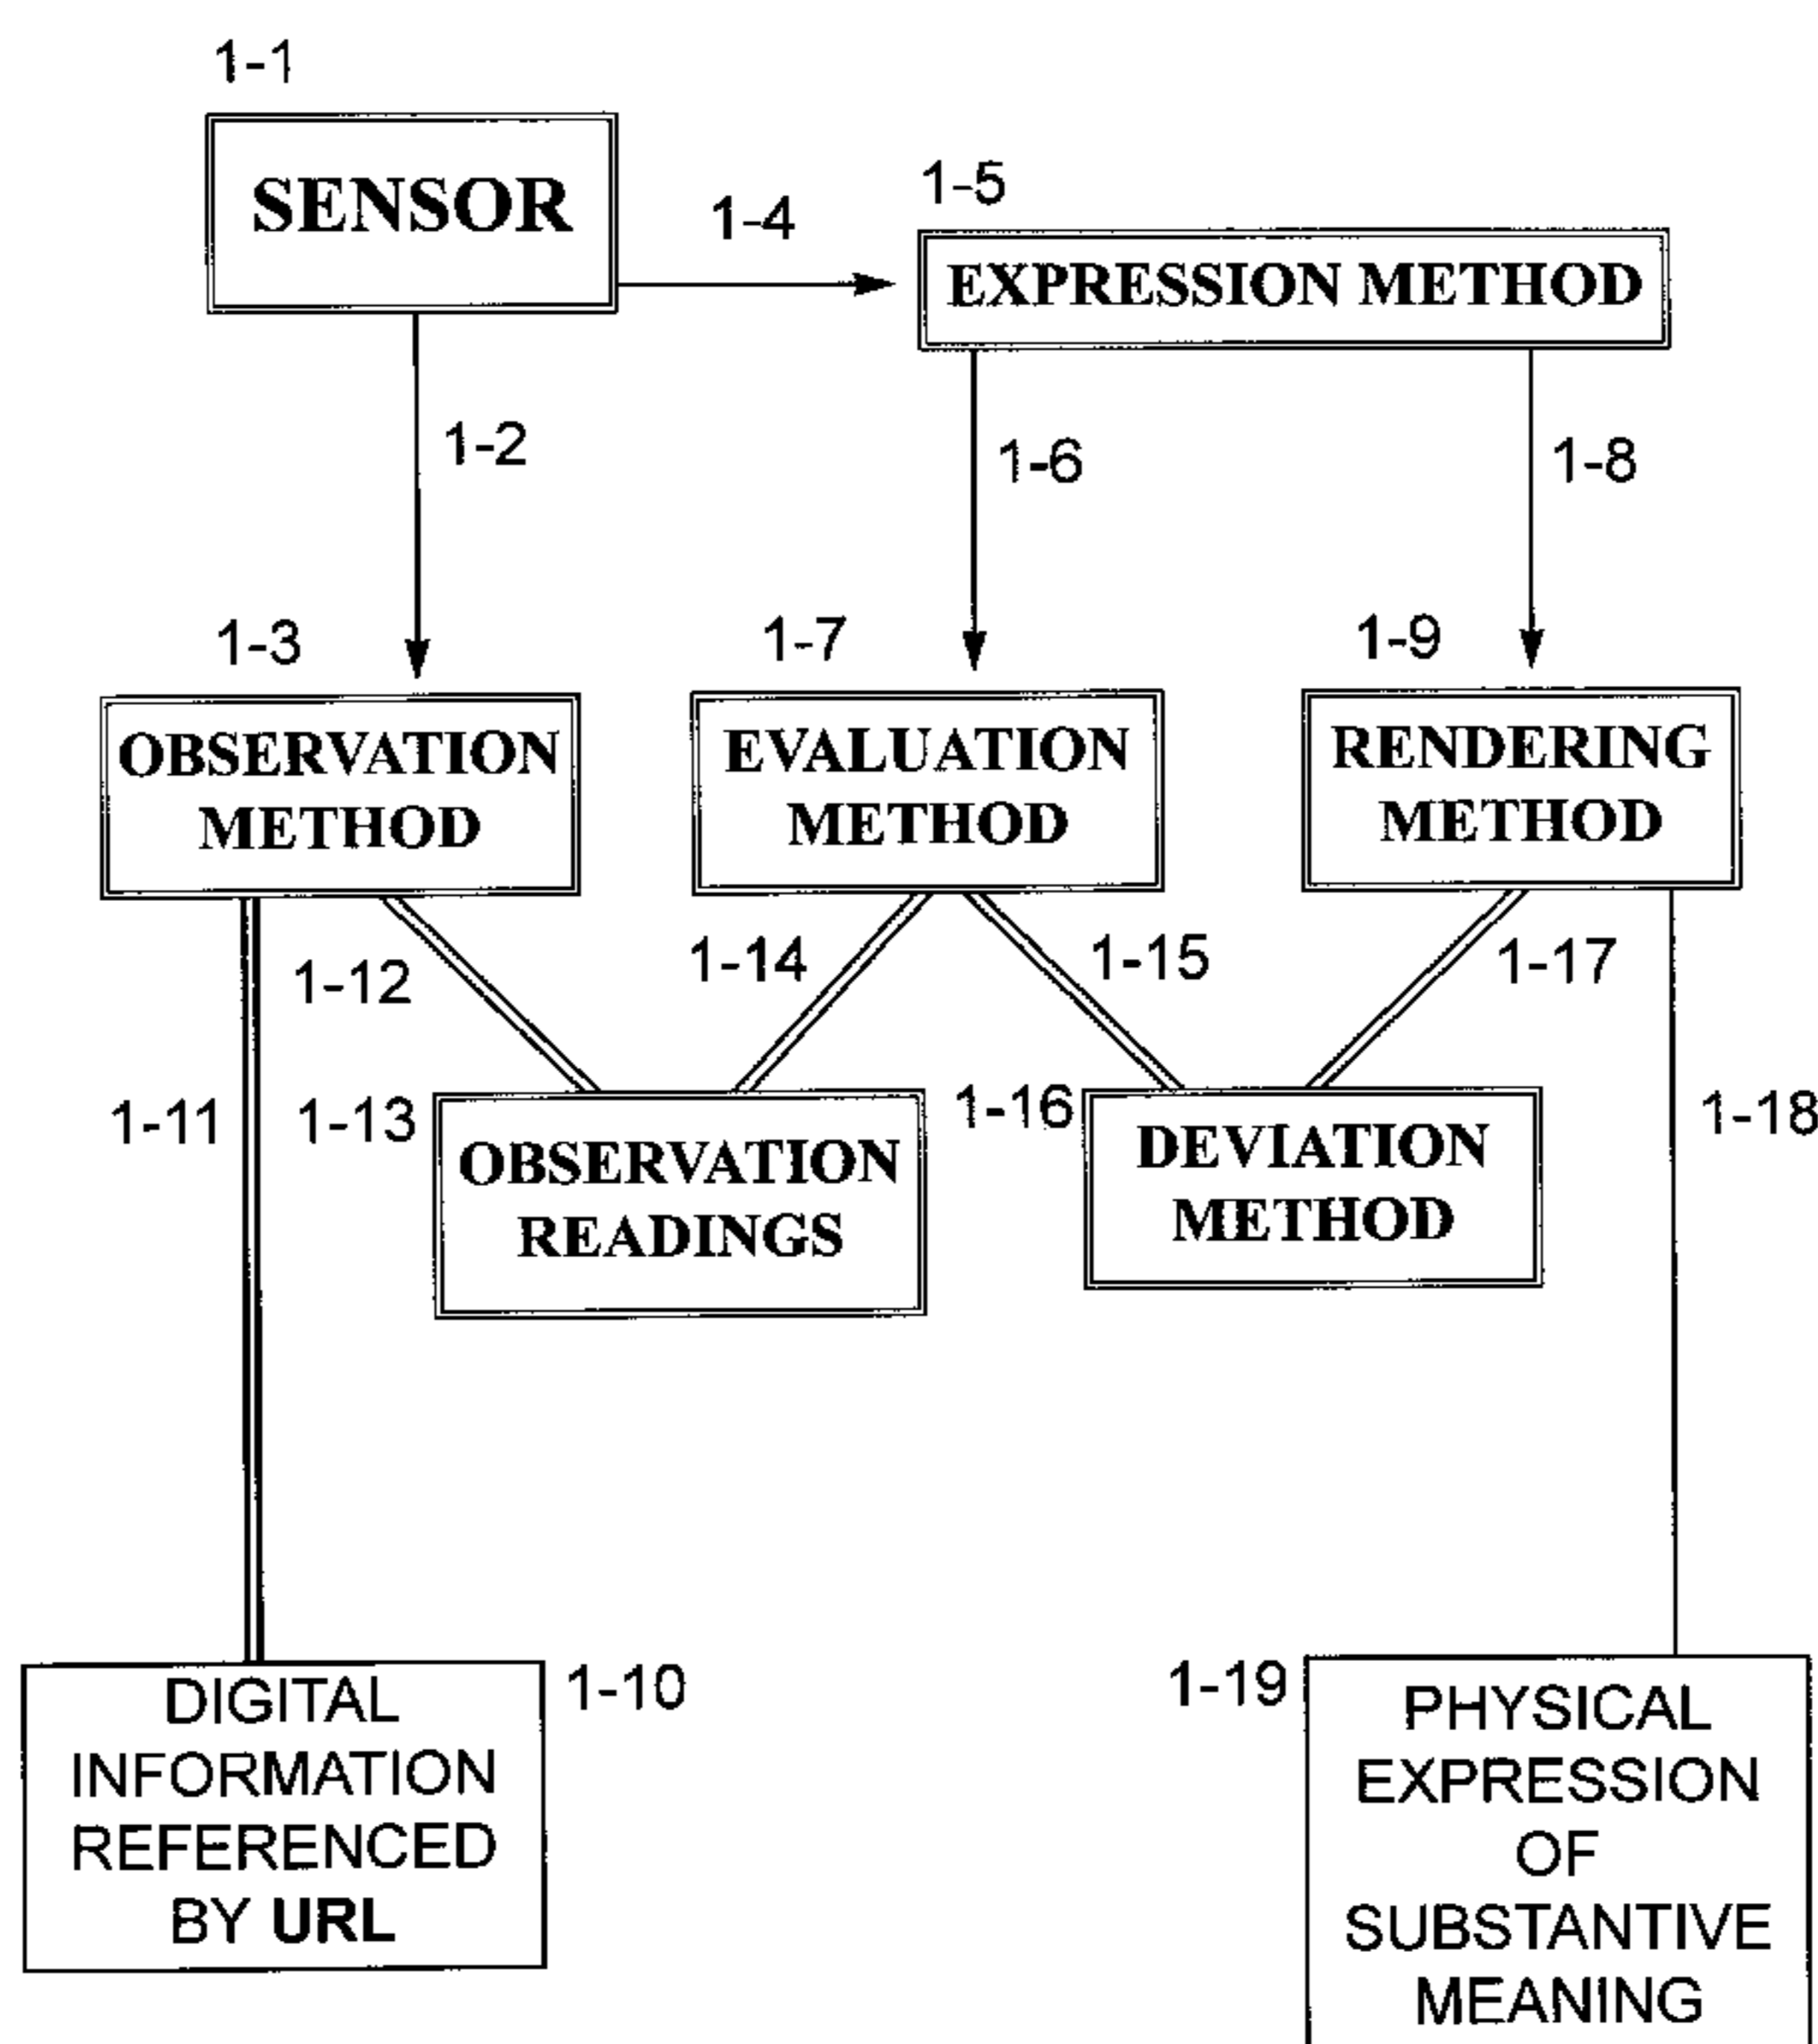 1-1
SENSOR
1-4
1-5
EXPRESSION METHOD
1-2
1-6
1-8
1-3
1-7
1-9
OBSERVATION
METHOD
EVALUATION
METHOD
RENDERING
METHOD
1-12
1-14
1-15
1-17
1-11
1-13
OBSERVATION
READINGS
1-16
DEVIATION
METHOD
1-18
DIGITAL
INFORMATION
REFERENCED
BY URL
1-10
1-19
PHYSICAL
EXPRESSION
OF
SUBSTANTIVE
MEANING